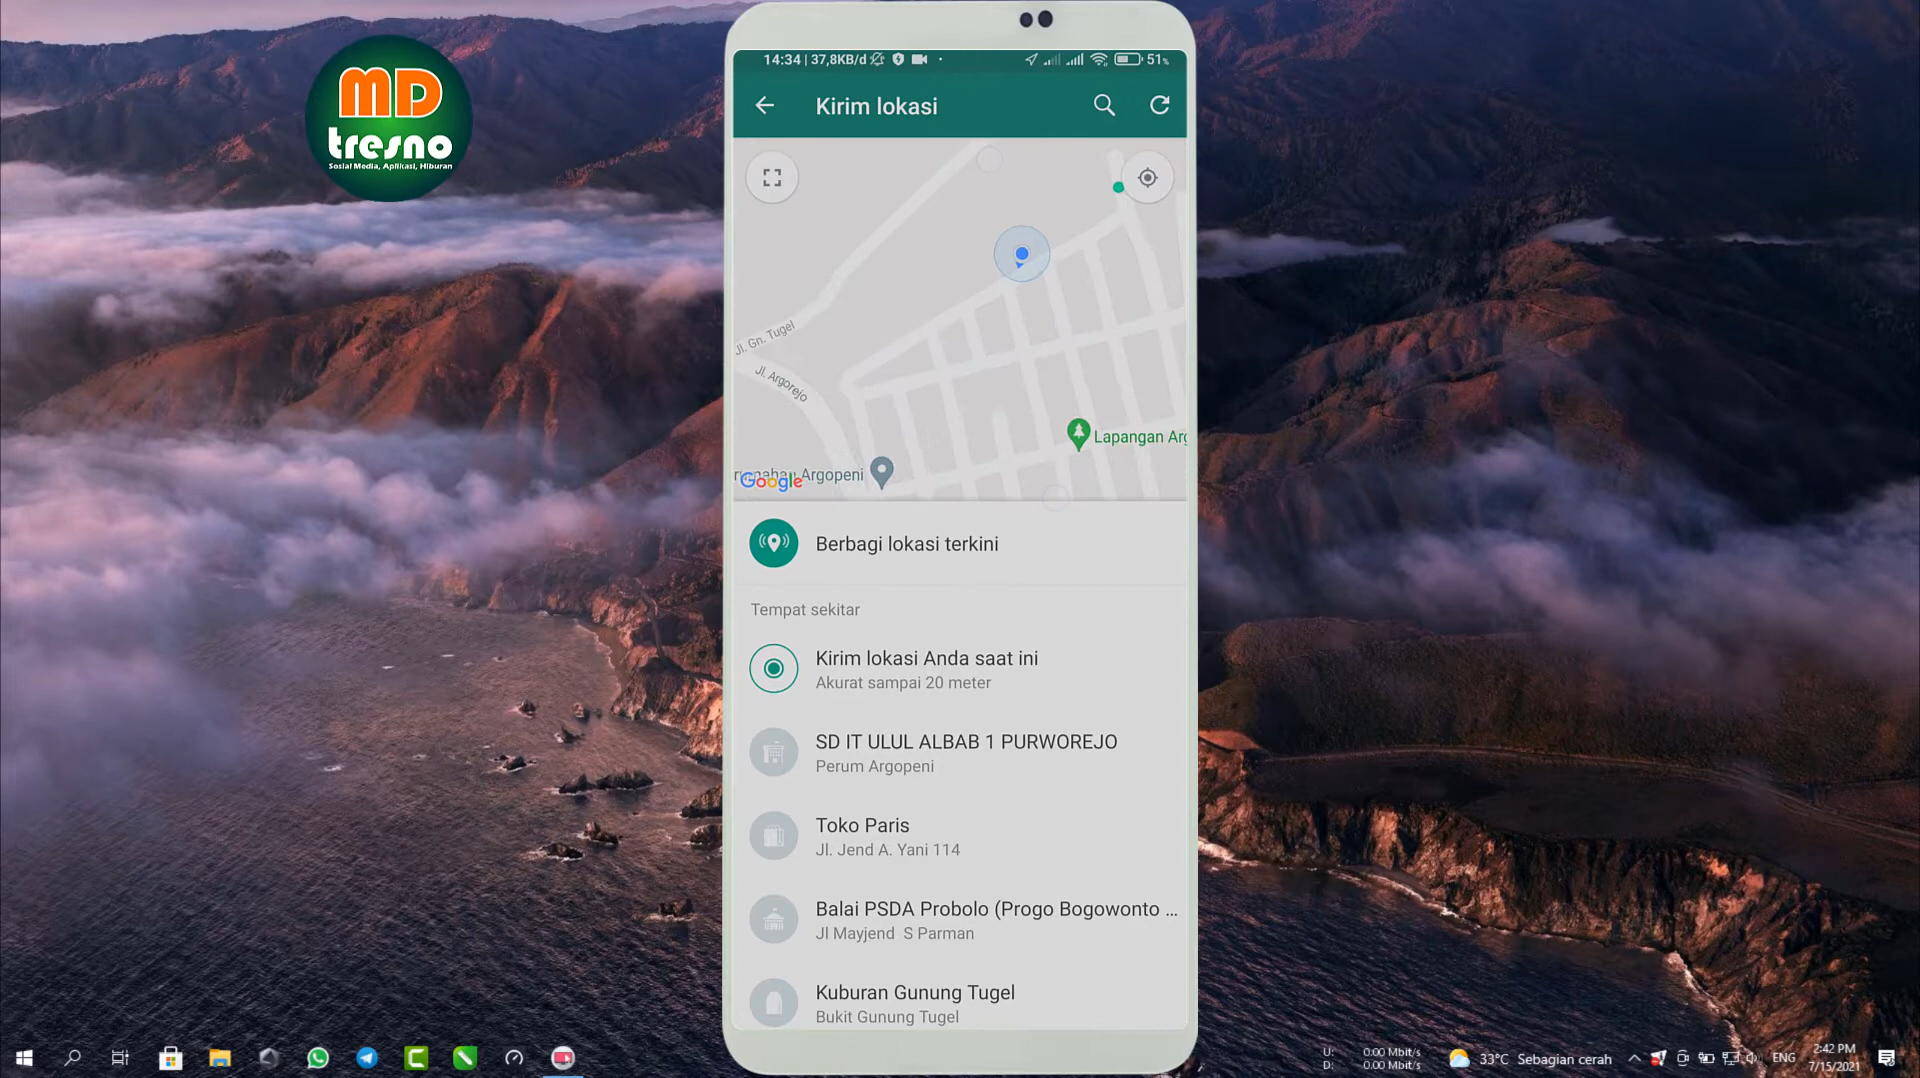 MD
tresno
Sosial Media, Aplikasi, Hiburan
14:34 | 37,8KB/d
51%
Kirim lokasi
Jl. Gn. Tugel
Jl. Argorejo
Lapangan Arg
Argopeni
Google
Berbagi lokasi terkini
Tempat sekitar
Kirim lokasi Anda saat ini
Akurat sampai 20 meter
SD IT ULUL ALBAB 1 PURWOREJO
Perum Argopeni
Toko Paris
Jl. Jend A. Yani 114
Balai PSDA Probolo (Progo Bogowonto ...
Jl Mayjend S Parman
Kuburan Gunung Tugel
Bukit Gunung Tugel
U: 0.00 Mbit/s
D: 0.00 Mbit/s
33°C Sebagian cerah
ENG
2:42 PM
7/15/2021